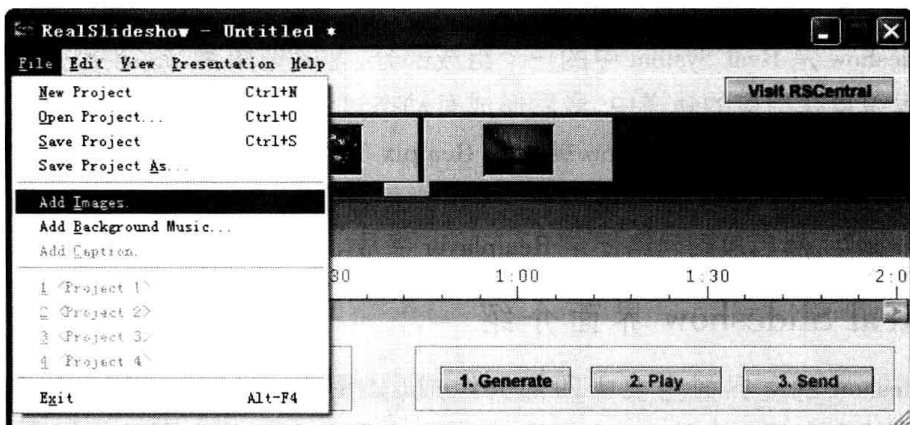 RealSlideshow - Untitled *
File Edit View Presentation Help
New Project Ctrl+N
Open Project... Ctrl+O
Save Project Ctrl+S
Save Project As...
Add Images.
Add Background Music...
Add Caption.
1 <Project 1>
2 <Project 2>
3 <Project 3>
4 <Project 4>
Exit Alt-F4
Visit RSCentral
30 1:00 1:30 2:0
1. Generate 2. Play 3. Send